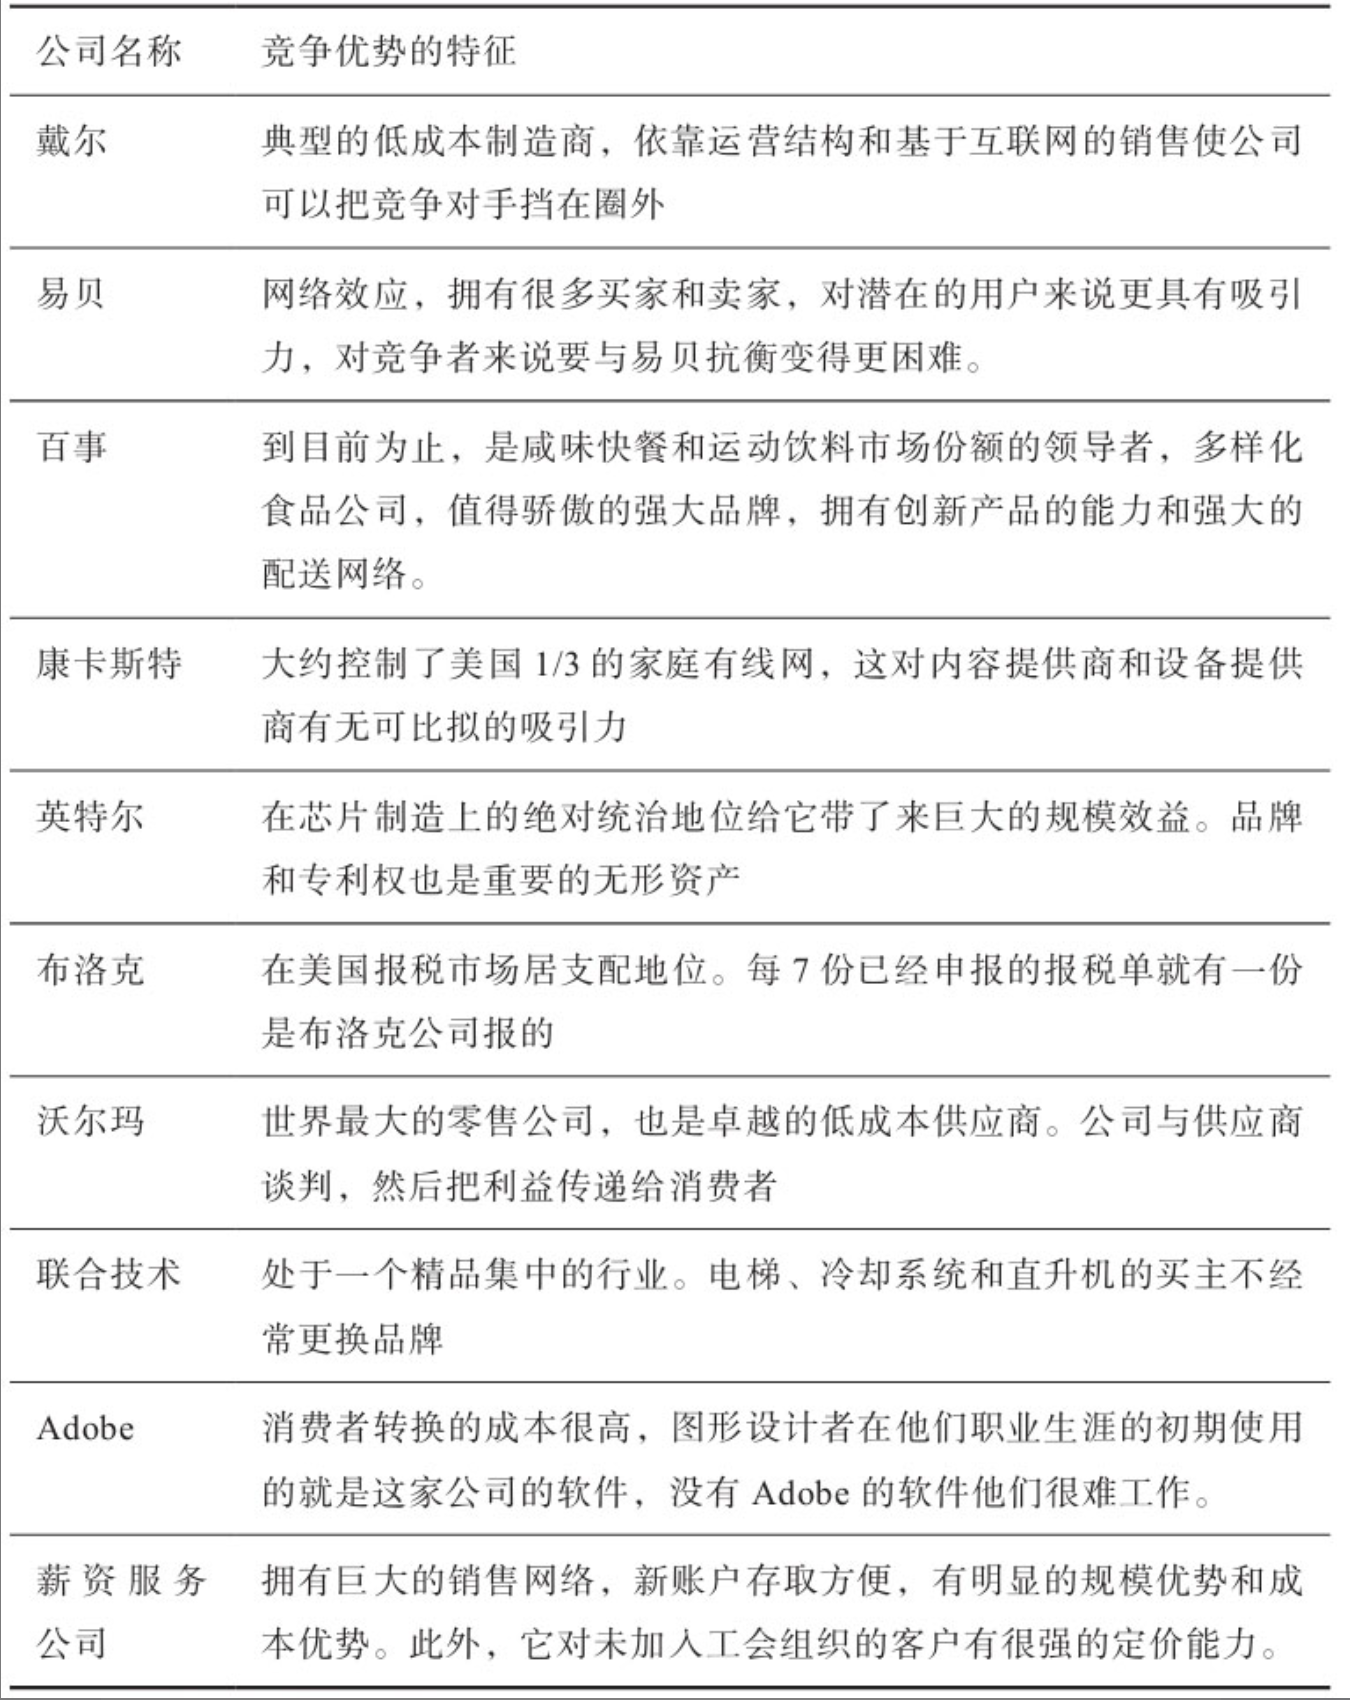 公司名称 竞争优势的特征
戴尔 典型的低成本制造商，依靠运营结构和基于互联网的销售使公司
可以把竞争对手挡在圈外
易贝 网络效应，拥有很多买家和卖家，对潜在的用户来说更具有吸引
力，对竞争者来说要与易贝抗衡变得更困难。
百事 到目前为止，是咸味快餐和运动饮料市场份额的领导者，多样化
食品公司，值得骄傲的强大品牌，拥有创新产品的能力和强大的
配送网络。
康卡斯特 大约控制了美国 1/3 的家庭有线网，这对内容提供商和设备提供
商有无可比拟的吸引力
英特尔 在芯片制造上的绝对统治地位给它带了来巨大的规模效益。品牌
和专利权也是重要的无形资产
布洛克 在美国报税市场居支配地位。每 7 份已经申报的报税单就有一份
是布洛克公司报的
沃尔玛 世界最大的零售公司，也是卓越的低成本供应商。公司与供应商
谈判，然后把利益传递给消费者
联合技术 处于一个精品集中的行业。电梯、冷却系统和直升机的买主不经
常更换品牌
Adobe 消费者转换的成本很高，图形设计者在他们职业生涯的初期使用
的就是这家公司的软件，没有 Adobe 的软件他们很难工作。
薪资服务 拥有巨大的销售网络，新账户存取方便，有明显的规模优势和成
公司 本优势。此外，它对未加入工会组织的客户有很强的定价能力。